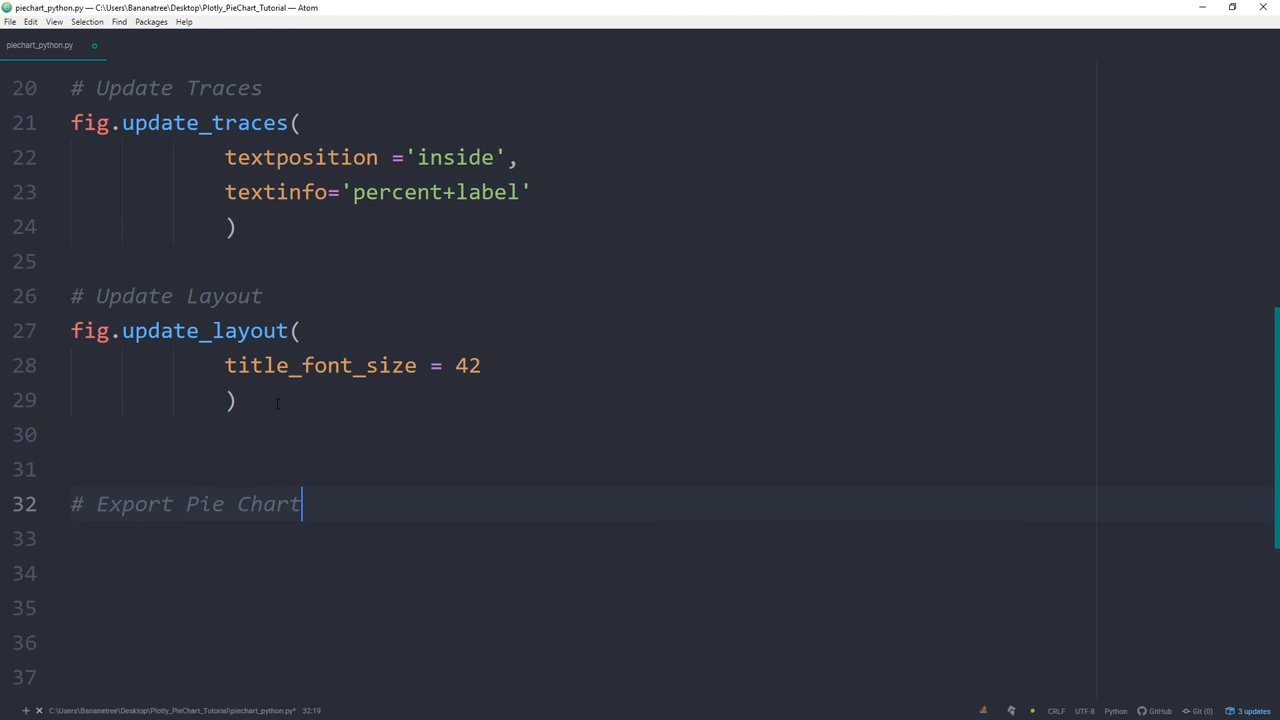 piechart_python.py — C:\Users\Bananatree\Desktop\Plotly_PieChart_Tutorial — Atom
File Edit View Selection Find Packages Help
piechart_python.py
20 # Update Traces
21 fig.update_traces(
22 textposition ='inside',
23 textinfo='percent+label'
24 )
25
26 # Update Layout
27 fig.update_layout(
28 title_font_size = 42
29 )
30
31
32 # Export Pie Chart
33
34
35
36
37
C:\Users\Bananatree\Desktop\Plotly_PieChart_Tutorial\piechart_python.py* 32:19 CRLF UTF-8 Python GitHub Git (0) 3 updates